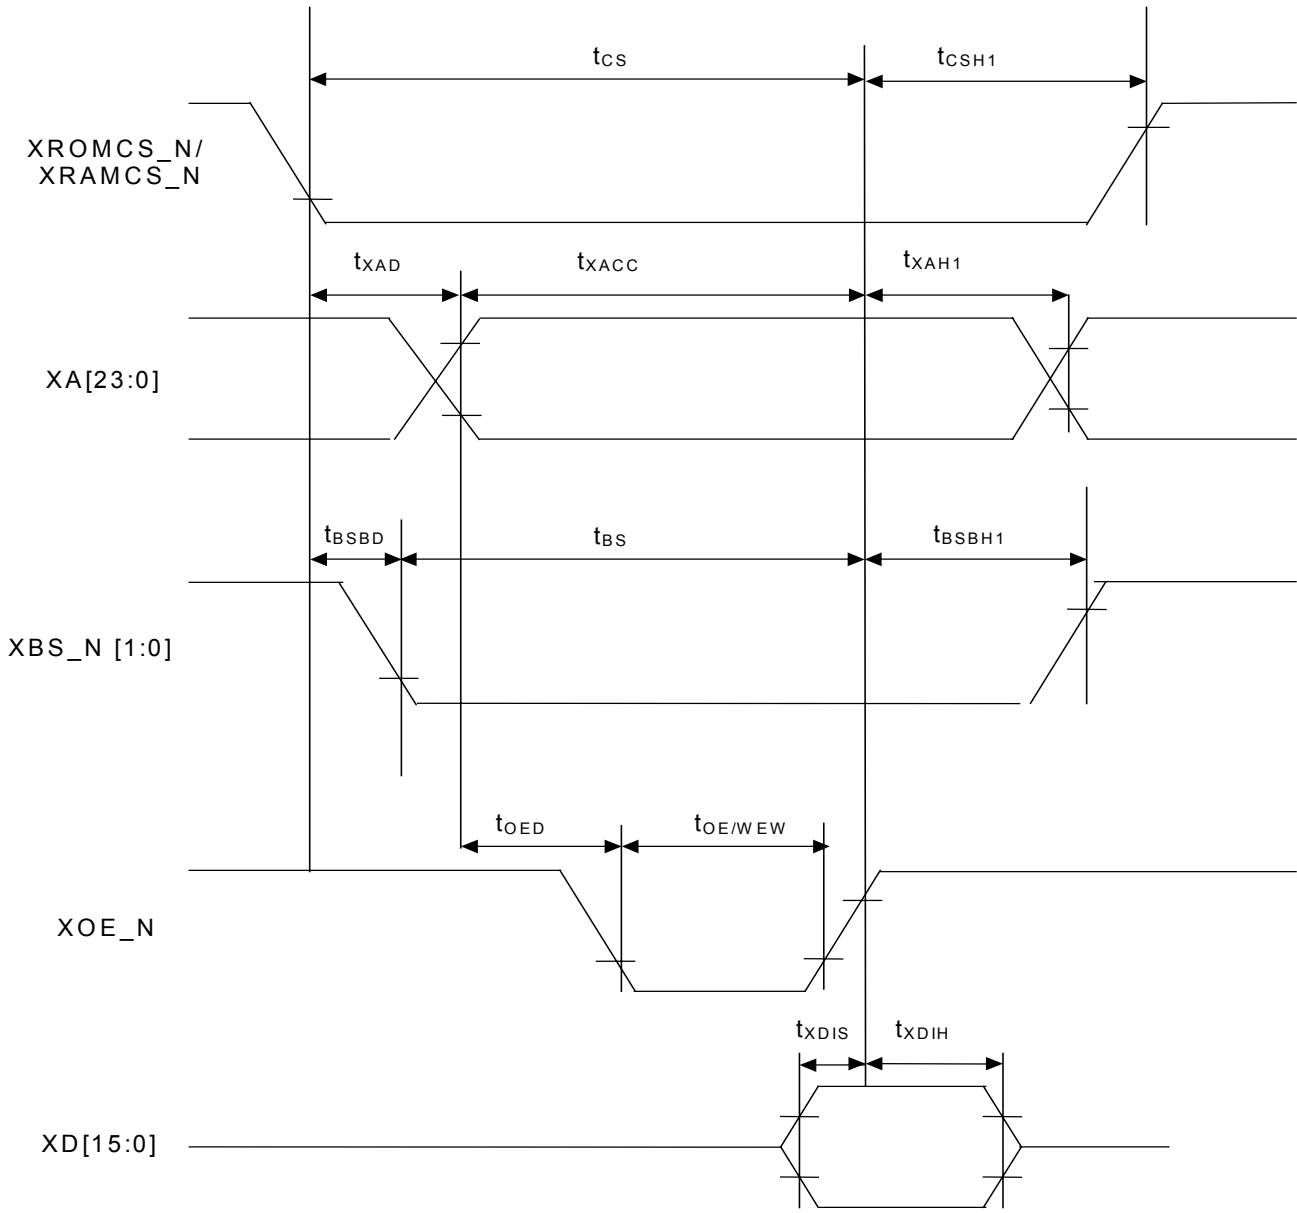 tCS
tCSH1
XROMCS_N/
XRAMCS_N
tXAD
tXACC
tXAH1
XA[23:0]
tBSBD
tBS
tBSBH1
XBS_N [1:0]
tOED
tOE/WEW
XOE_N
tXDIS
tXDIH
XD[15:0]